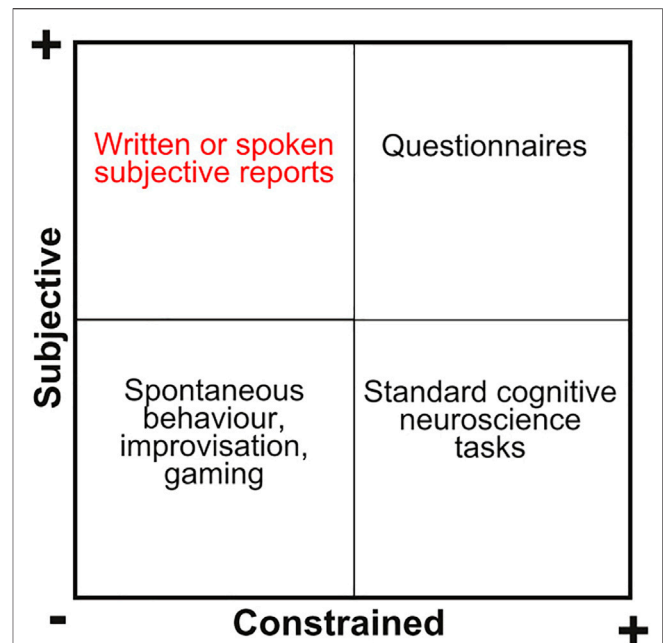 +
Written or spoken
subjective reports
Questionnaires
Subjective
Spontaneous
behaviour,
improvisation,
gaming
Standard cognitive
neuroscience
tasks
-
Constrained
+